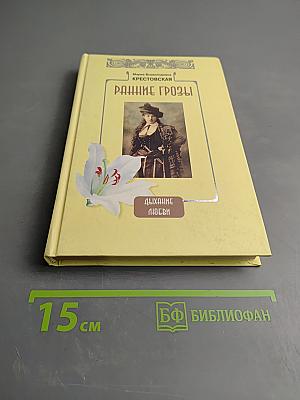 Мария Всеволодовна
КРЕСТОВСКАЯ
РАННИЕ ГРОЗЫ
ДЫХАНИЕ
ЛЮБВИ
15 см
БФ БИБЛИОФАН